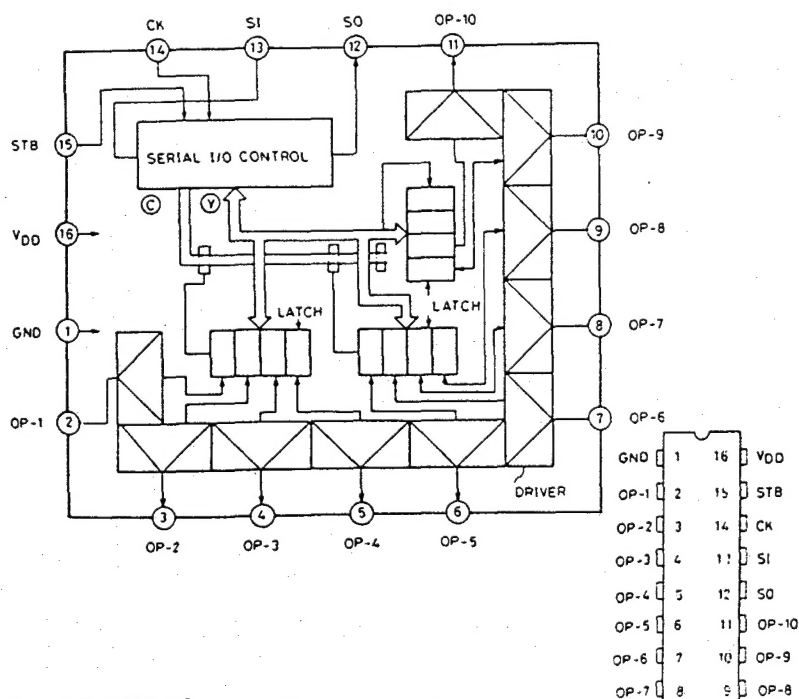 CK SI SO OP-10
14 13 12 11
STB 15
SERIAL I/O CONTROL
10 OP-9
C Y
VDD 16
9 OP-8
LATCH LATCH
GND 1
8 OP-7
OP-1 2
7 OP-6
DRIVER
3 4 5 6
OP-2 OP-3 OP-4 OP-5
GND 1 16 VDD
OP-1 2 15 STB
OP-2 3 14 CK
OP-3 4 13 SI
OP-4 5 12 SO
OP-5 6 11 OP-10
OP-6 7 10 OP-9
OP-7 8 9 OP-8